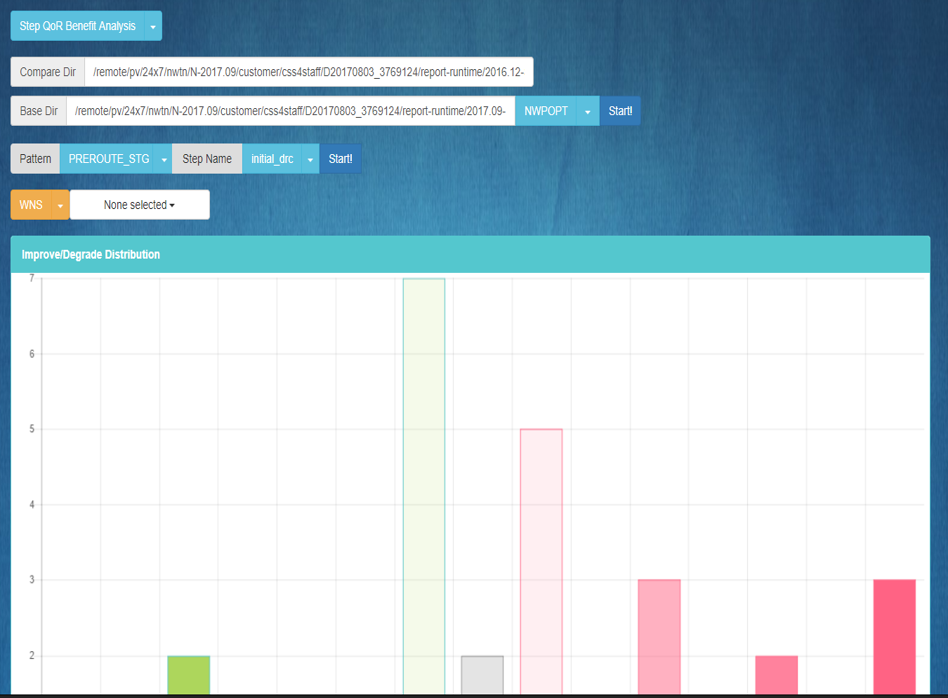 Step QoR Benefit Analysis
Compare Dir /remote/pv/24x7/nwtn/N-2017.09/customer/css4staff/D20170803_3769124/report-runtime/2016.12-
Base Dir /remote/pv/24x7/nwtn/N-2017.09/customer/css4staff/D20170803_3769124/report-runtime/2017.09- NWPOPT Start!
Pattern PREROUTE_STG Step Name initial_drc Start!
WNS None selected
Improve/Degrade Distribution
7
6
5
4
3
2